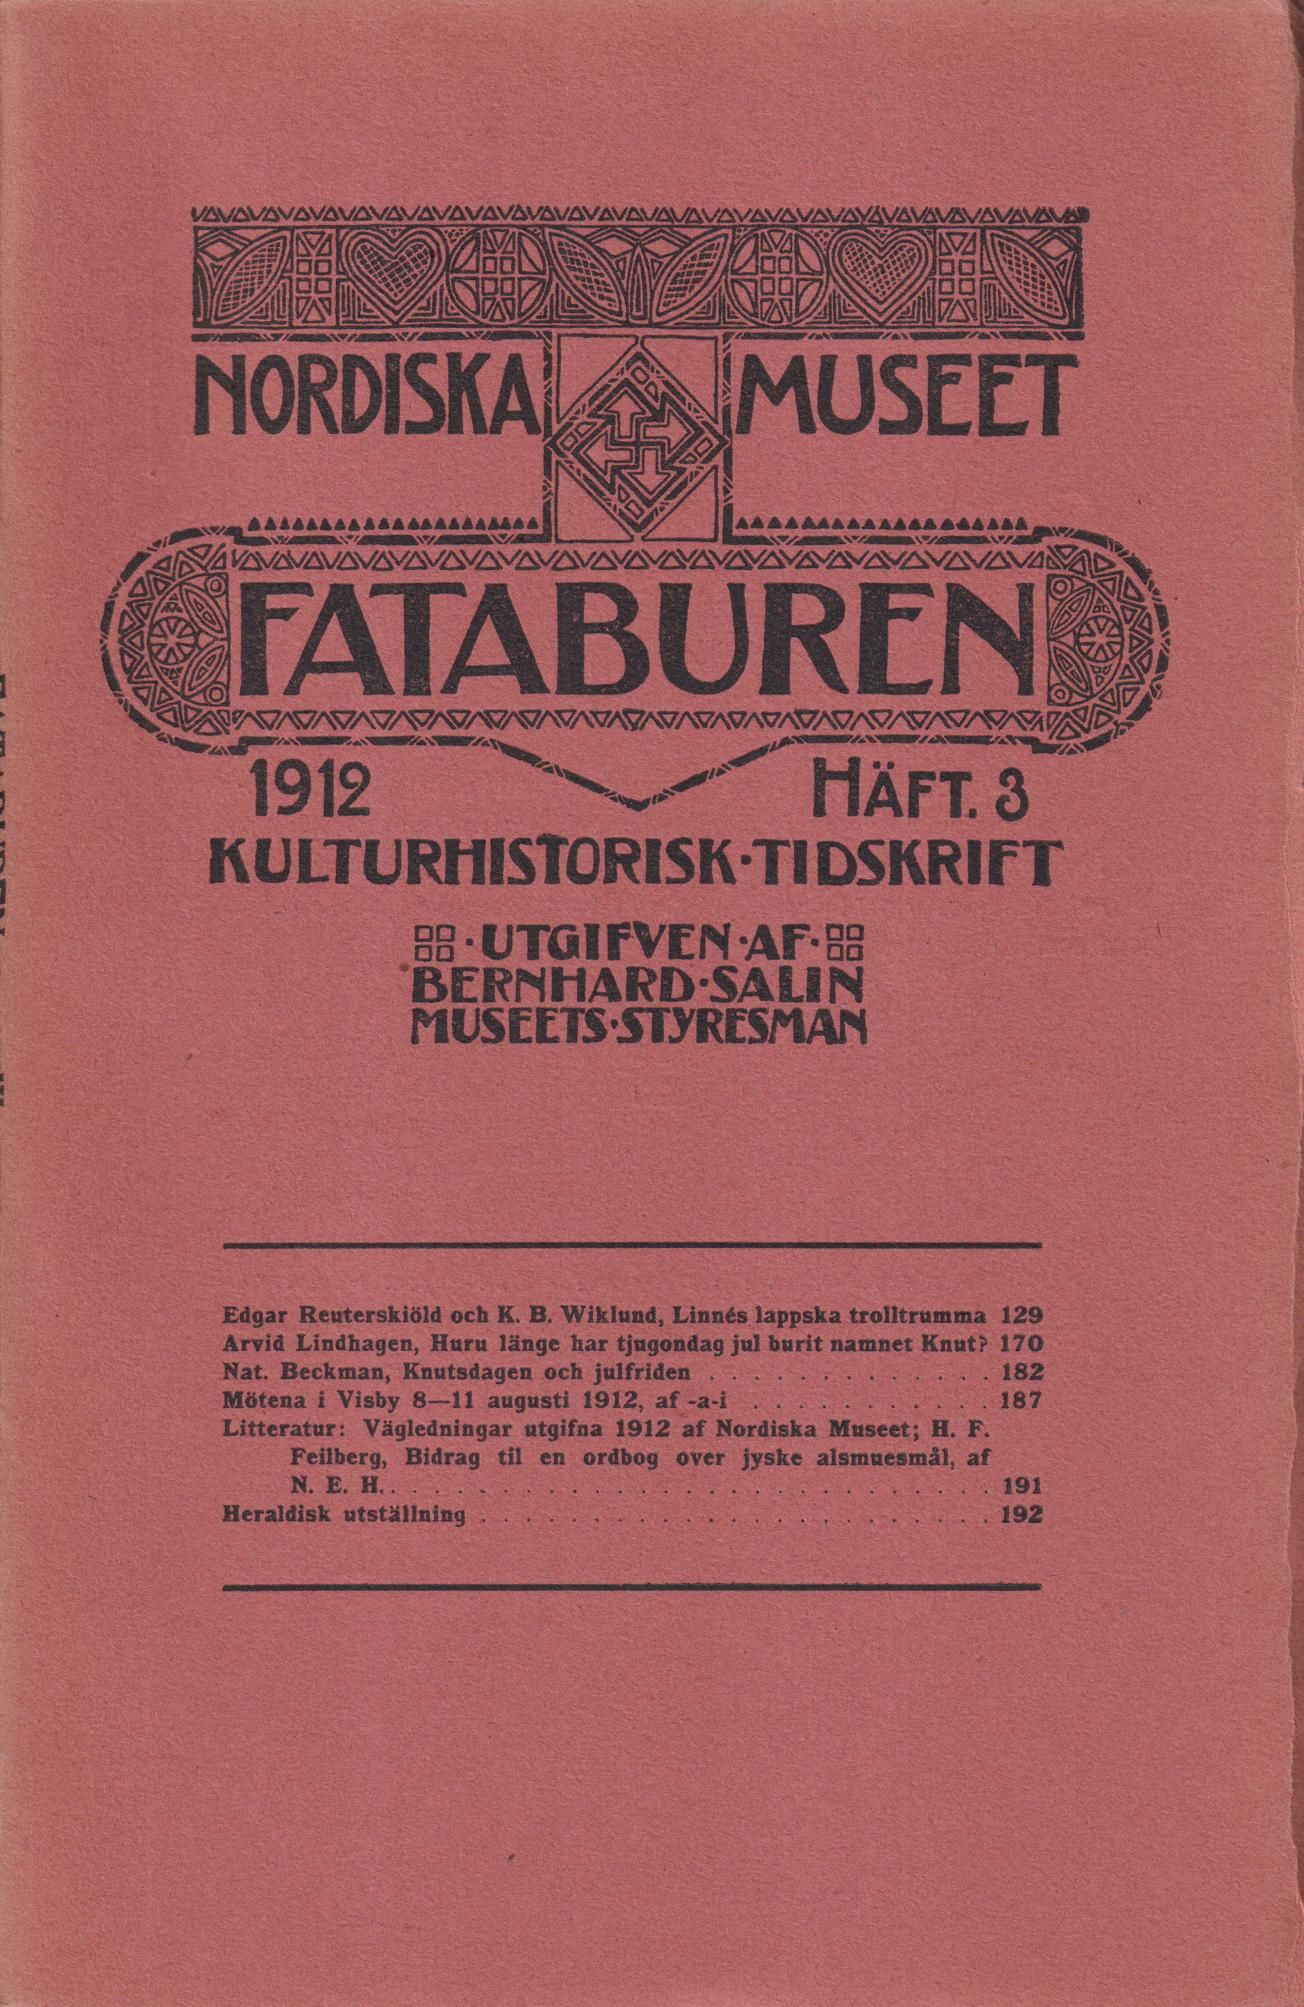 NORDISKA MUSEET
FATABUREN
1912 HÄFT. 3
KULTURHISTORISK·TIDSKRIFT
·UTGIFVEN·AF·
BERNHARD·SALIN
MUSEETS·STYRESMAN
Edgar Reuterskiöld och K. B. Wiklund, Linnés lappska trolltrumma 129
Arvid Lindhagen, Huru länge har tjugondag jul burit namnet Knut? 170
Nat. Beckman, Knutsdagen och julfriden . . . . . . . . . . . . . 182
Mötena i Visby 8—11 augusti 1912, af -a-i . . . . . . . . . . . 187
Litteratur: Vägledningar utgifna 1912 af Nordiska Museet; H. F.
Feilberg, Bidrag til en ordbog over jyske alsmuesmål, af
N. E. H. . . . . . . . . . . . . . . . . . . . . . . . . . . . 191
Heraldisk utställning . . . . . . . . . . . . . . . . . . . . . . . 192